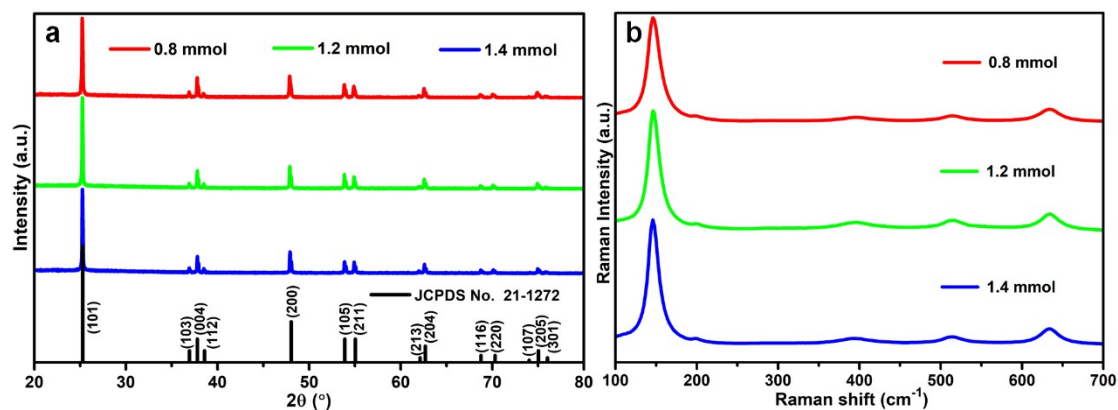 a
0.8 mmol 1.2 mmol 1.4 mmol
Intensity (a.u.)
JCPDS No. 21-1272
(101)
(103)
(004)
(112)
(200)
(105)
(211)
(213)
(204)
(116)
(220)
(107)
(205)
(301)
20 30 40 50 60 70 80
2θ (°)
b
0.8 mmol
1.2 mmol
1.4 mmol
Raman Intensity (a.u.)
100 200 300 400 500 600 700
Raman shift (cm⁻¹)